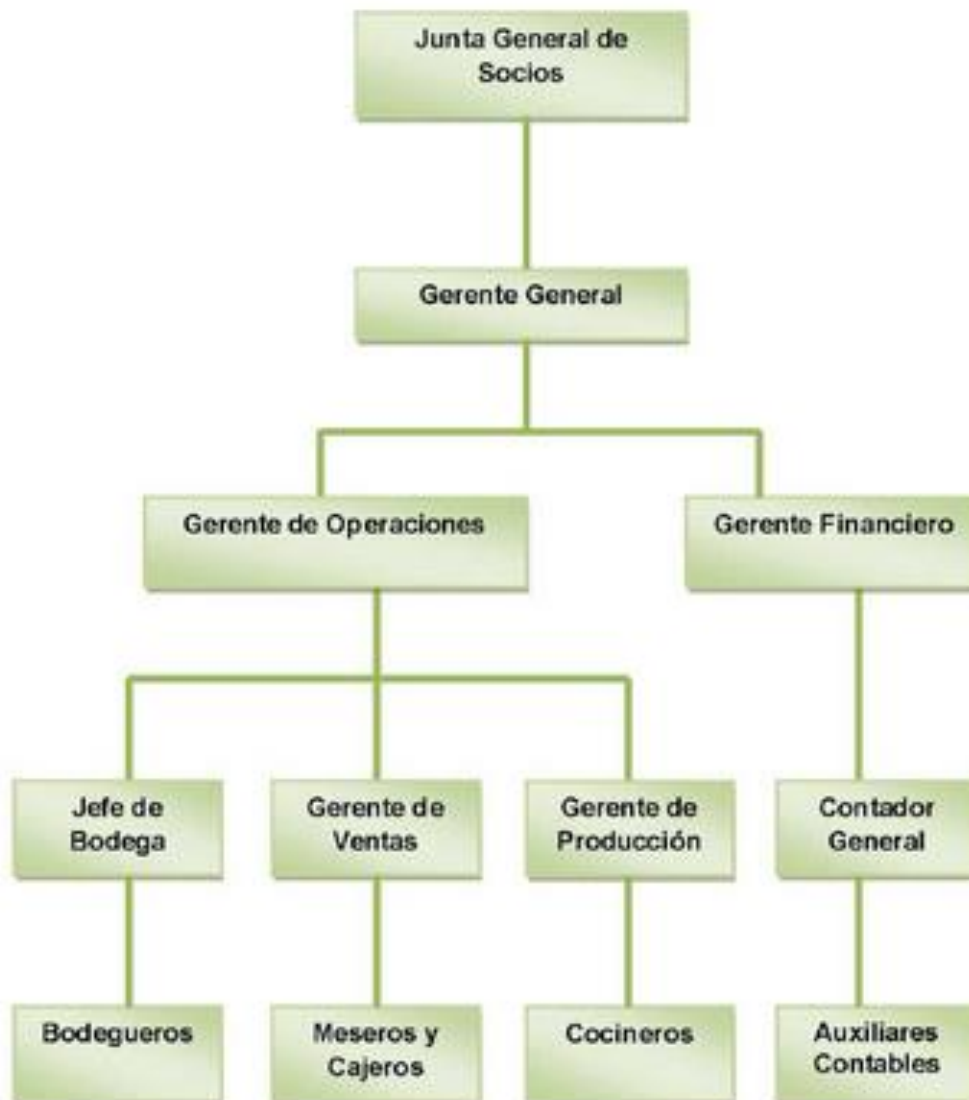 Junta General de
Socios
Gerente General
Gerente de Operaciones
Gerente Financiero
Jefe de
Bodega
Gerente de
Ventas
Gerente de
Producción
Contador
General
Bodegueros
Meseros y
Cajeros
Cocineros
Auxiliares
Contables